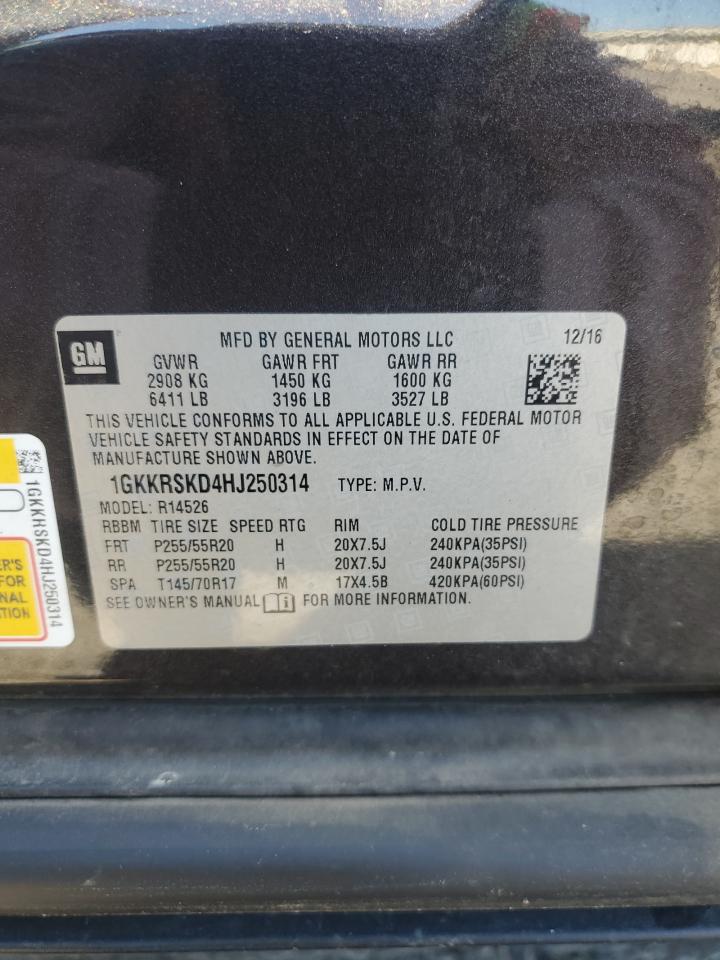 GM
MFD BY GENERAL MOTORS LLC 12/16
GVWR GAWR FRT GAWR RR
2908 KG 1450 KG 1600 KG
6411 LB 3196 LB 3527 LB
THIS VEHICLE CONFORMS TO ALL APPLICABLE U.S. FEDERAL MOTOR
VEHICLE SAFETY STANDARDS IN EFFECT ON THE DATE OF
MANUFACTURE SHOWN ABOVE.
1GKKRSKD4HJ250314 TYPE: M.P.V.
MODEL: R14526
RBBM TIRE SIZE SPEED RTG RIM COLD TIRE PRESSURE
FRT P255/55R20 H 20X7.5J 240KPA(35PSI)
RR P255/55R20 H 20X7.5J 240KPA(35PSI)
SPA T145/70R17 M 17X4.5B 420KPA(60PSI)
SEE OWNER'S MANUAL FOR MORE INFORMATION.
1GKKRSKD4HJ250314
ER'S
FOR
NAL
TION